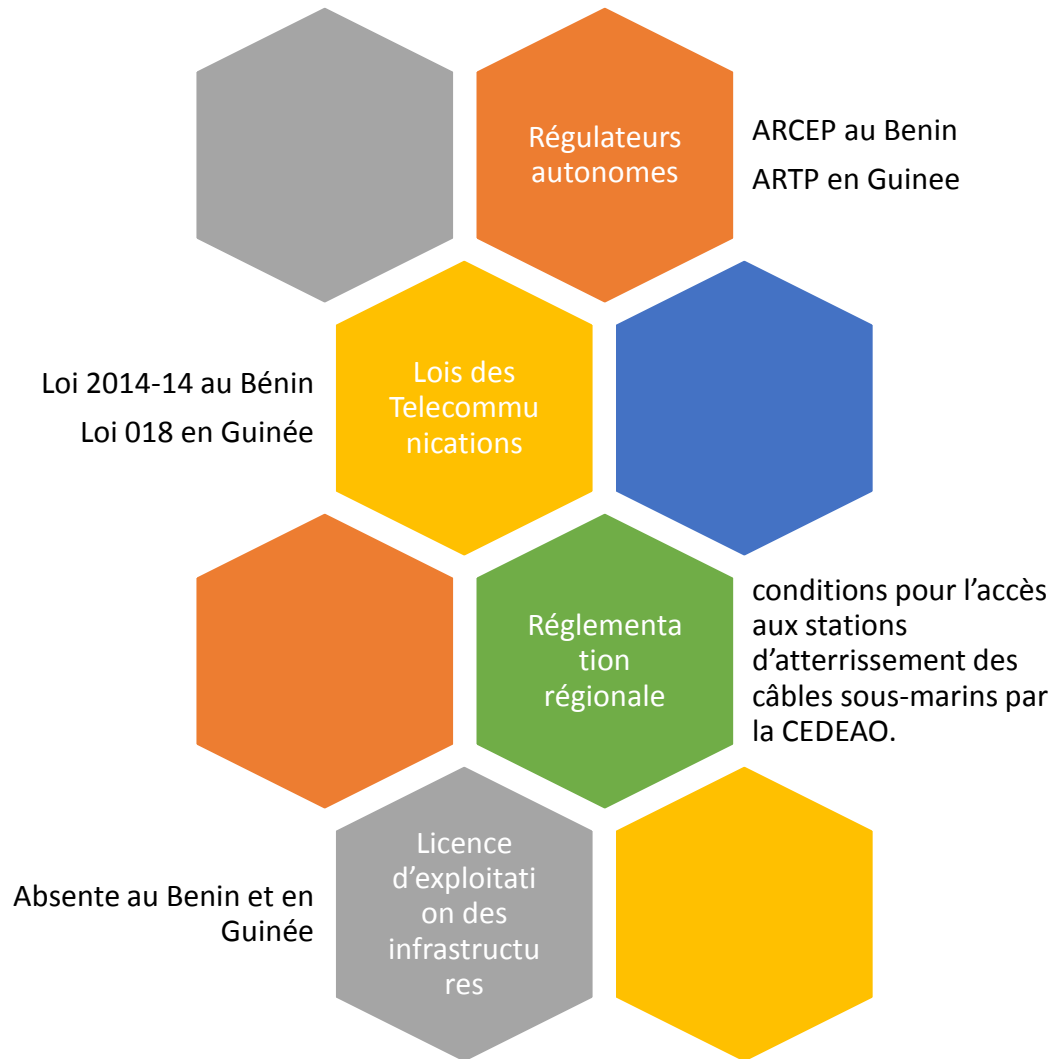 Régulateurs
autonomes
ARCEP au Benin
ARTP en Guinee
Loi 2014-14 au Bénin
Loi 018 en Guinée
Lois des
Telecommu
nications
Réglementa
tion
régionale
conditions pour l’accès
aux stations
d’atterrissement des
câbles sous-marins par
la CEDEAO.
Absente au Benin et en
Guinée
Licence
d’exploitati
on des
infrastructu
res